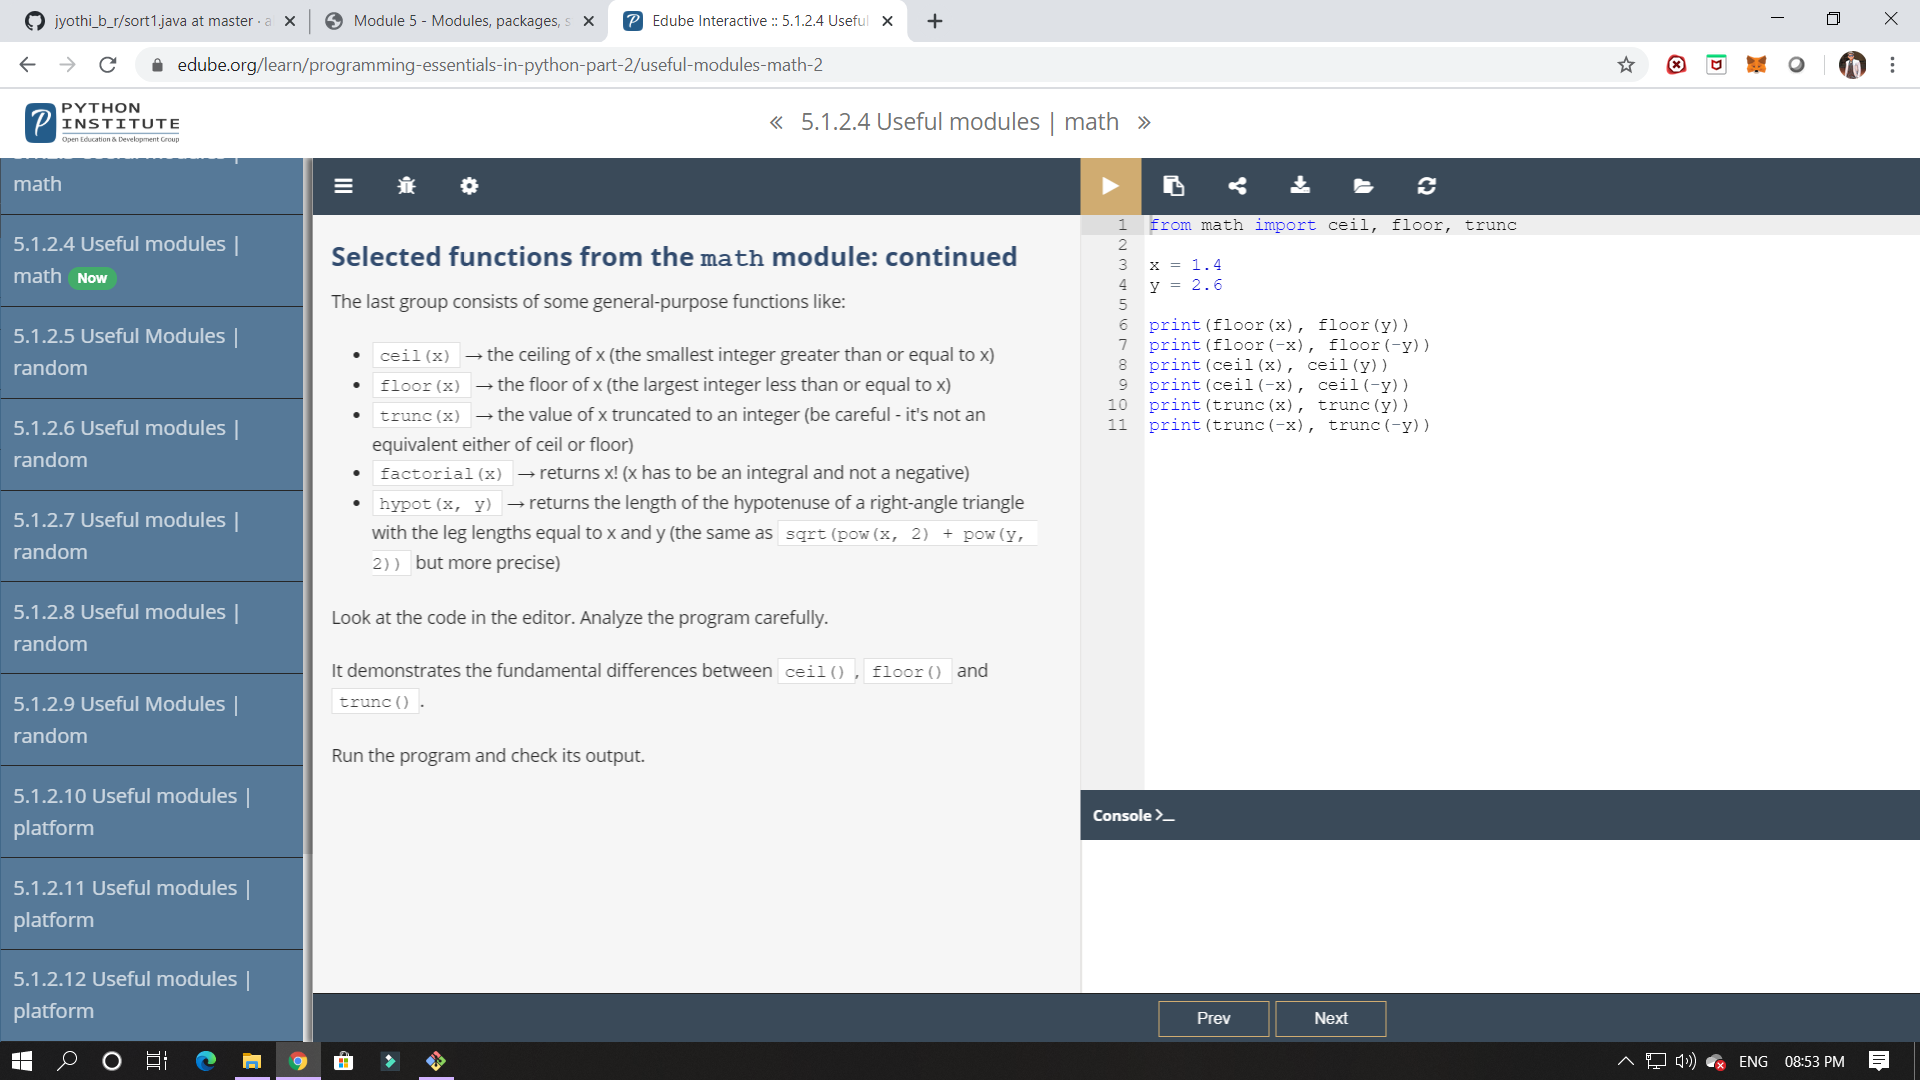 jyothi_b_r/sort1.java at master · a
Module 5 - Modules, packages, s
Edube Interactive :: 5.1.2.4 Useful
edube.org/learn/programming-essentials-in-python-part-2/useful-modules-math-2
PYTHON
INSTITUTE
Open Education & Development Group
« 5.1.2.4 Useful modules | math »
math
5.1.2.4 Useful modules |
math Now
5.1.2.5 Useful Modules |
random
5.1.2.6 Useful modules |
random
5.1.2.7 Useful modules |
random
5.1.2.8 Useful modules |
random
5.1.2.9 Useful Modules |
random
5.1.2.10 Useful modules |
platform
5.1.2.11 Useful modules |
platform
5.1.2.12 Useful modules |
platform
Selected functions from the math module: continued
The last group consists of some general-purpose functions like:
• ceil(x) → the ceiling of x (the smallest integer greater than or equal to x)
• floor(x) → the floor of x (the largest integer less than or equal to x)
• trunc(x) → the value of x truncated to an integer (be careful - it's not an
equivalent either of ceil or floor)
• factorial(x) → returns x! (x has to be an integral and not a negative)
• hypot(x, y) → returns the length of the hypotenuse of a right-angle triangle
with the leg lengths equal to x and y (the same as sqrt(pow(x, 2) + pow(y,
2)) but more precise)
Look at the code in the editor. Analyze the program carefully.
It demonstrates the fundamental differences between ceil(), floor() and
trunc().
Run the program and check its output.
1 from math import ceil, floor, trunc
2
3 x = 1.4
4 y = 2.6
5
6 print(floor(x), floor(y))
7 print(floor(-x), floor(-y))
8 print(ceil(x), ceil(y))
9 print(ceil(-x), ceil(-y))
10 print(trunc(x), trunc(y))
11 print(trunc(-x), trunc(-y))
Console >_
Prev
Next
ENG 08:53 PM